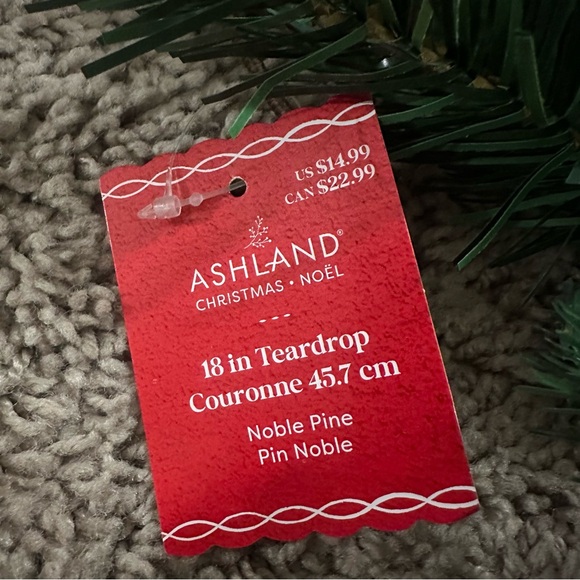 US $14.99
CAN $22.99
ASHLAND®
CHRISTMAS • NOËL
18 in Teardrop
Couronne 45.7 cm
Noble Pine
Pin Noble